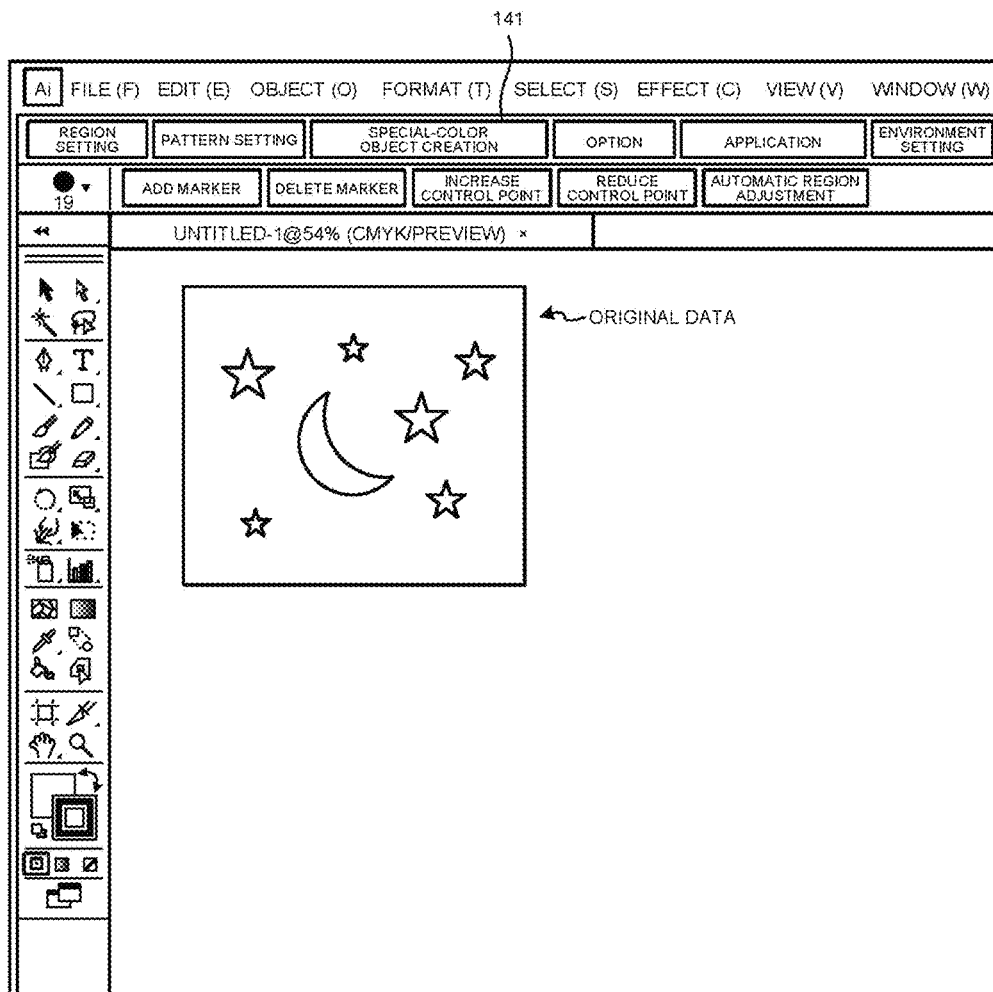 141
Ai FILE (F) EDIT (E) OBJECT (O) FORMAT (T) SELECT (S) EFFECT (C) VIEW (V) WINDOW (W)
REGION SETTING PATTERN SETTING SPECIAL-COLOR OBJECT CREATION OPTION APPLICATION ENVIRONMENT SETTING
19 ADD MARKER DELETE MARKER INCREASE CONTROL POINT REDUCE CONTROL POINT AUTOMATIC REGION ADJUSTMENT
UNTITLED-1@54% (CMYK/PREVIEW) ×
ORIGINAL DATA
T